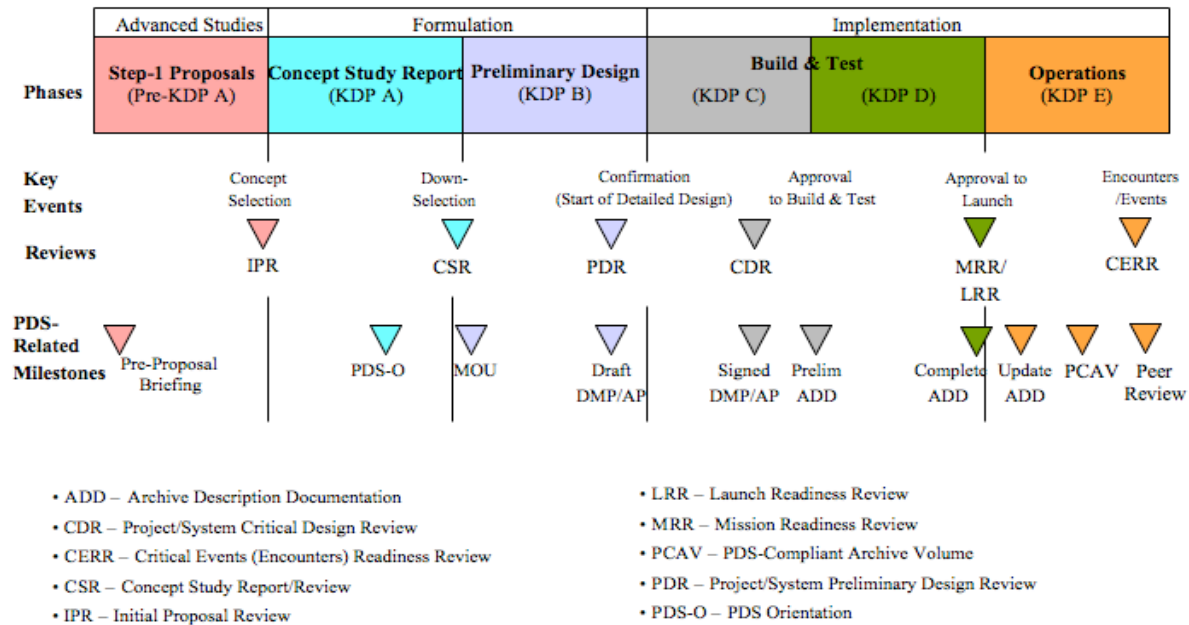 Advanced Studies Formulation Implementation
Phases
Step-1 Proposals
(Pre-KDP A)
Concept Study Report
(KDP A)
Preliminary Design
(KDP B)
Build & Test
(KDP C) (KDP D)
Operations
(KDP E)
Key
Events
Concept
Selection
Down-
Selection
Confirmation
(Start of Detailed Design)
Approval
to Build & Test
Approval to
Launch
Encounters
/Events
Reviews
IPR
CSR
PDR
CDR
MRR/
LRR
CERR
PDS-
Related
Milestones
Pre-Proposal
Briefing
PDS-O
MOU
Draft
DMP/AP
Signed
DMP/AP
Prelim
ADD
Complete
ADD
Update
ADD
PCAV
Peer
Review
• ADD – Archive Description Documentation
• CDR – Project/System Critical Design Review
• CERR – Critical Events (Encounters) Readiness Review
• CSR – Concept Study Report/Review
• IPR – Initial Proposal Review
• LRR – Launch Readiness Review
• MRR – Mission Readiness Review
• PCAV – PDS-Compliant Archive Volume
• PDR – Project/System Preliminary Design Review
• PDS-O – PDS Orientation